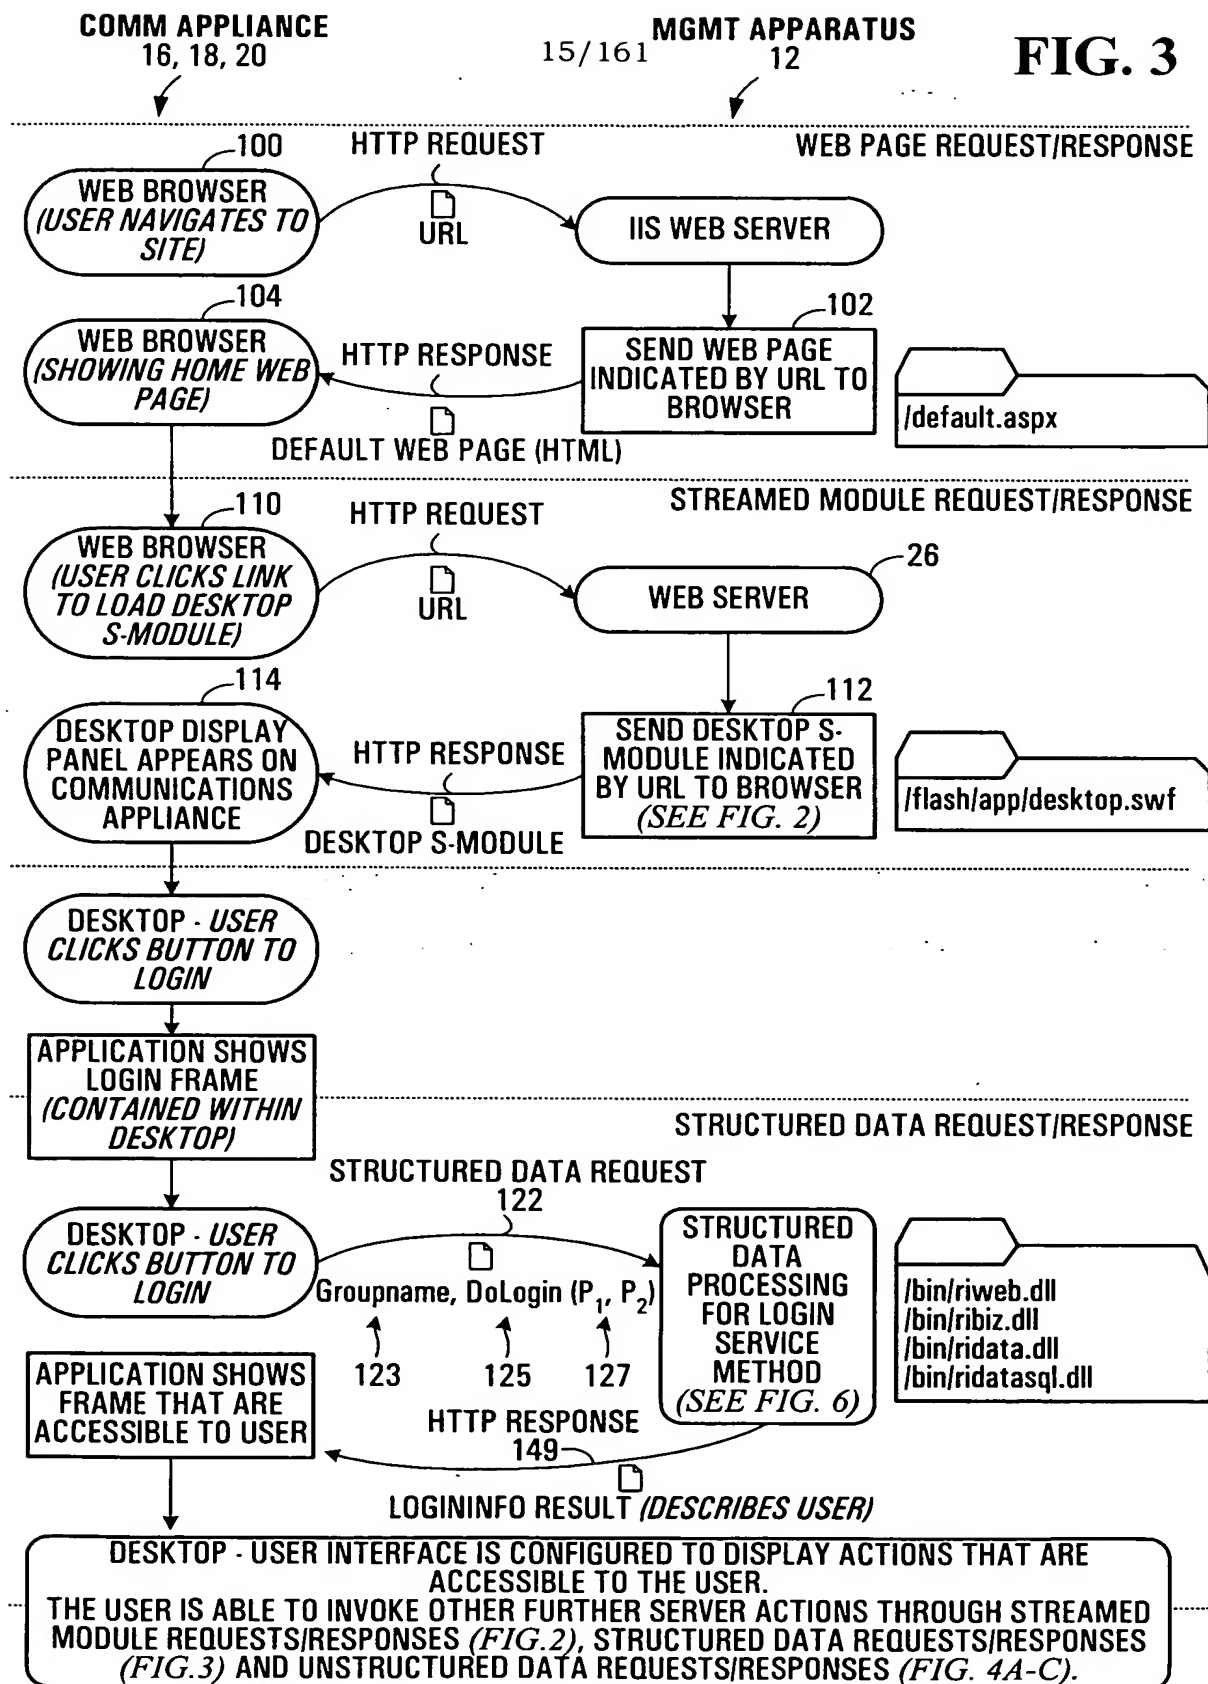 COMM APPLIANCE
16, 18, 20
15/161
MGMT APPARATUS
12
FIG. 3
WEB PAGE REQUEST/RESPONSE
100
WEB BROWSER
(USER NAVIGATES TO
SITE)
HTTP REQUEST
URL
IIS WEB SERVER
104
WEB BROWSER
(SHOWING HOME WEB
PAGE)
HTTP RESPONSE
DEFAULT WEB PAGE (HTML)
102
SEND WEB PAGE
INDICATED BY URL TO
BROWSER
/default.aspx
STREAMED MODULE REQUEST/RESPONSE
110
WEB BROWSER
(USER CLICKS LINK
TO LOAD DESKTOP
S-MODULE)
HTTP REQUEST
URL
26
WEB SERVER
114
DESKTOP DISPLAY
PANEL APPEARS ON
COMMUNICATIONS
APPLIANCE
HTTP RESPONSE
DESKTOP S-MODULE
112
SEND DESKTOP S-
MODULE INDICATED
BY URL TO BROWSER
(SEE FIG. 2)
/flash/app/desktop.swf
DESKTOP - USER
CLICKS BUTTON TO
LOGIN
APPLICATION SHOWS
LOGIN FRAME
(CONTAINED WITHIN
DESKTOP)
STRUCTURED DATA REQUEST/RESPONSE
STRUCTURED DATA REQUEST
122
DESKTOP - USER
CLICKS BUTTON TO
LOGIN
Groupname, DoLogin (P1, P2)
123
125
127
STRUCTURED
DATA
PROCESSING
FOR LOGIN
SERVICE
METHOD
(SEE FIG. 6)
/bin/riweb.dll
/bin/ribiz.dll
/bin/ridata.dll
/bin/ridatasql.dll
APPLICATION SHOWS
FRAME THAT ARE
ACCESSIBLE TO USER
HTTP RESPONSE
149
LOGININFO RESULT (DESCRIBES USER)
DESKTOP - USER INTERFACE IS CONFIGURED TO DISPLAY ACTIONS THAT ARE
ACCESSIBLE TO THE USER.
THE USER IS ABLE TO INVOKE OTHER FURTHER SERVER ACTIONS THROUGH STREAMED
MODULE REQUESTS/RESPONSES (FIG.2), STRUCTURED DATA REQUESTS/RESPONSES
(FIG.3) AND UNSTRUCTURED DATA REQUESTS/RESPONSES (FIG. 4A-C).